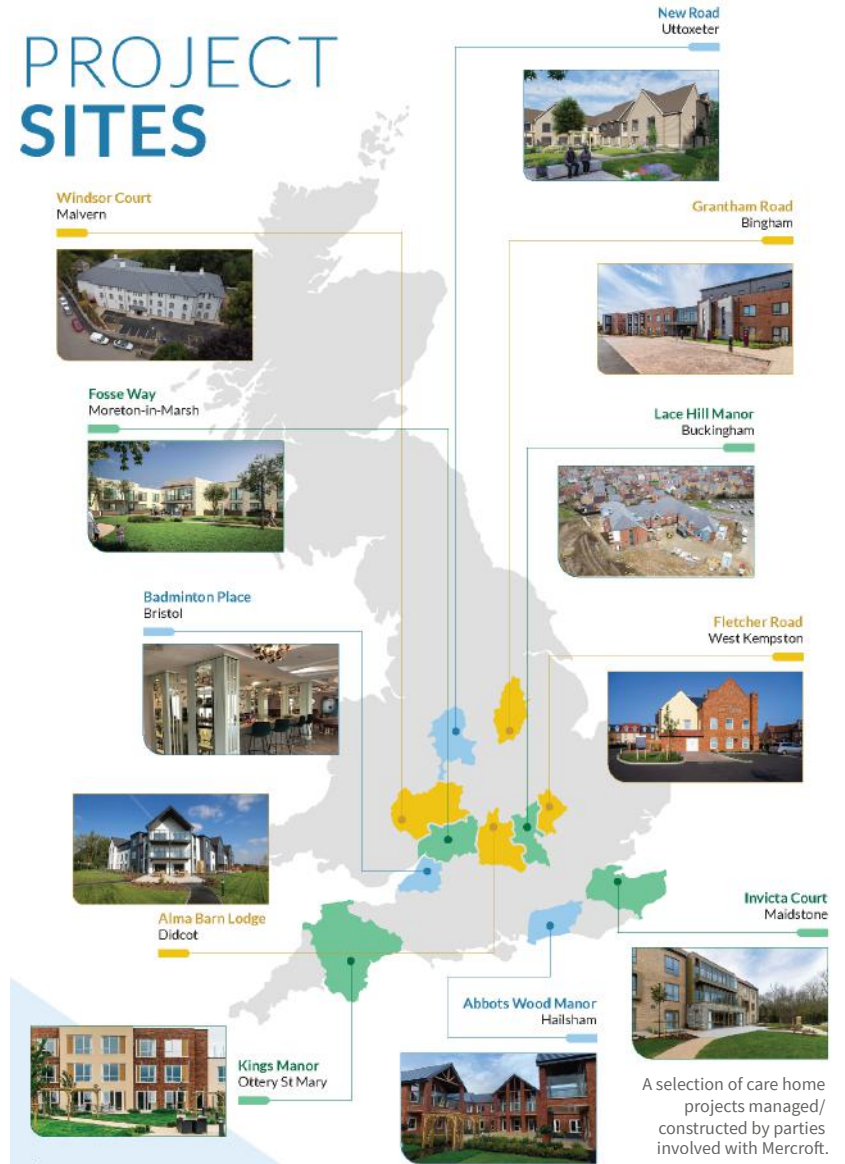 PROJECT
SITES
New Road
Uttoxeter
Windsor Court
Malvern
Grantham Road
Bingham
Fosse Way
Moreton-in-Marsh
Lace Hill Manor
Buckingham
Badminton Place
Bristol
Fletcher Road
West Kempston
Alma Barn Lodge
Didcot
Invicta Court
Maidstone
Abbots Wood Manor
Hailsham
Kings Manor
Ottery St Mary
A selection of care home
projects managed/
constructed by parties
involved with Mercroft.